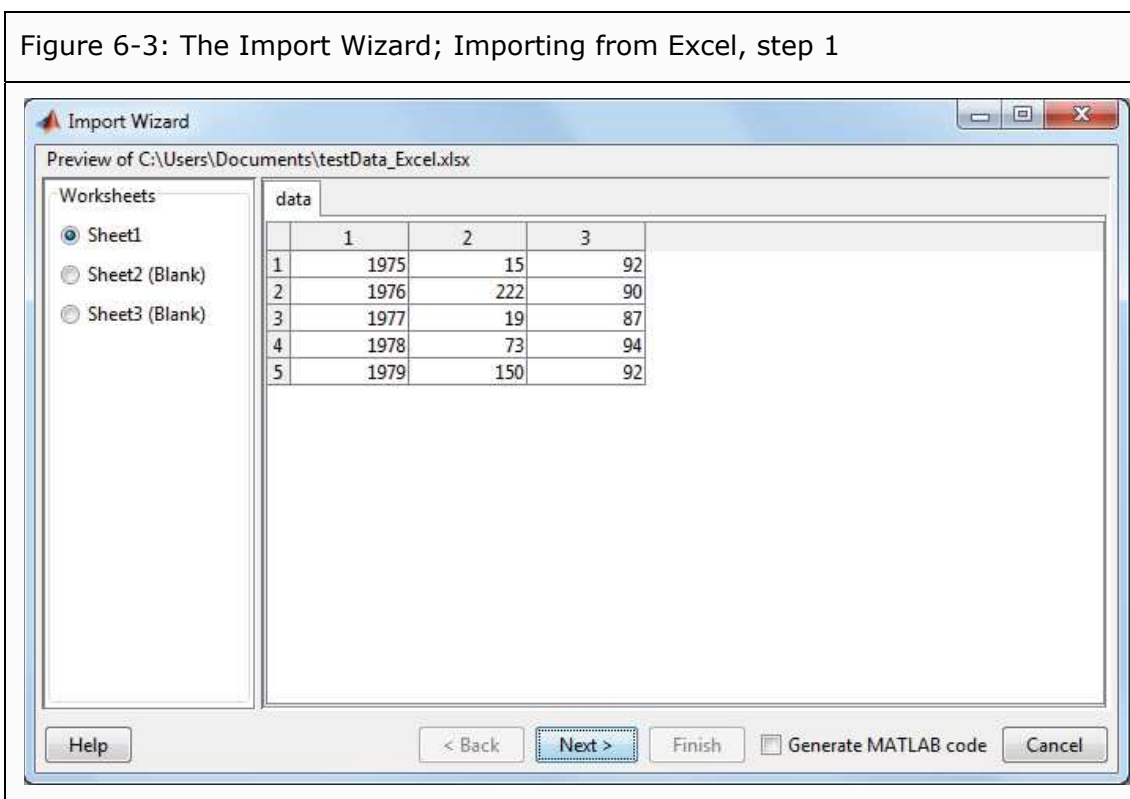 Figure 6-3: The Import Wizard; Importing from Excel, step 1
Import Wizard
Preview of C:\Users\Documents\testData_Excel.xlsx
Worksheets
Sheet1
Sheet2 (Blank)
Sheet3 (Blank)
data
1 2 3
1 1975 15 92
2 1976 222 90
3 1977 19 87
4 1978 73 94
5 1979 150 92
Help < Back Next > Finish Generate MATLAB code Cancel